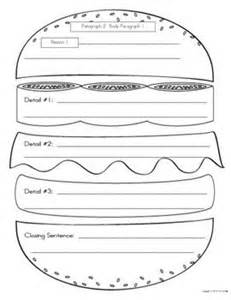 Paragraph 2 Body Paragraph 1
Reason 1
Detail #1:
Detail #2:
Detail #3:
Closing Sentence: